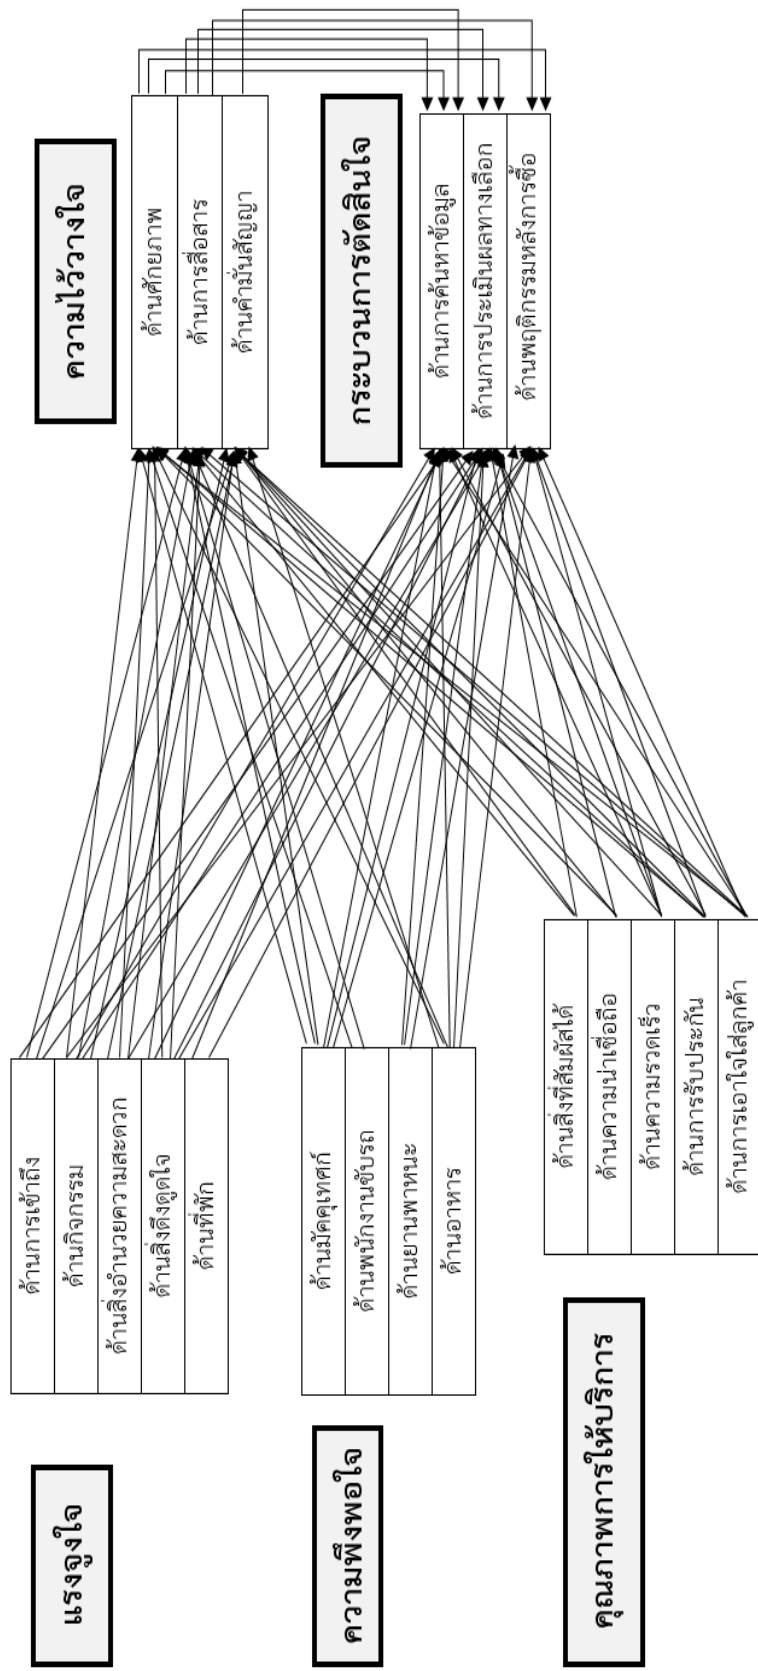 แรงจูงใจ
ด้านการเข้าถึง
ด้านกิจกรรม
ด้านสิ่งอำนวยความสะดวก
ด้านสิ่งดึงดูดใจ
ด้านที่พัก
ความพึงพอใจ
ด้านมัคคุเทศก์
ด้านพนักงานขับรถ
ด้านยานพาหนะ
ด้านอาหาร
คุณภาพการให้บริการ
ด้านสิ่งที่สัมผัสได้
ด้านความน่าเชื่อถือ
ด้านความรวดเร็ว
ด้านการรับประกัน
ด้านการเอาใจใส่ลูกค้า
ความไว้วางใจ
ด้านศักยภาพ
ด้านการสื่อสาร
ด้านคำมั่นสัญญา
กระบวนการตัดสินใจ
ด้านการค้นหาข้อมูล
ด้านการประเมินผลทางเลือก
ด้านพฤติกรรมหลังการซื้อ